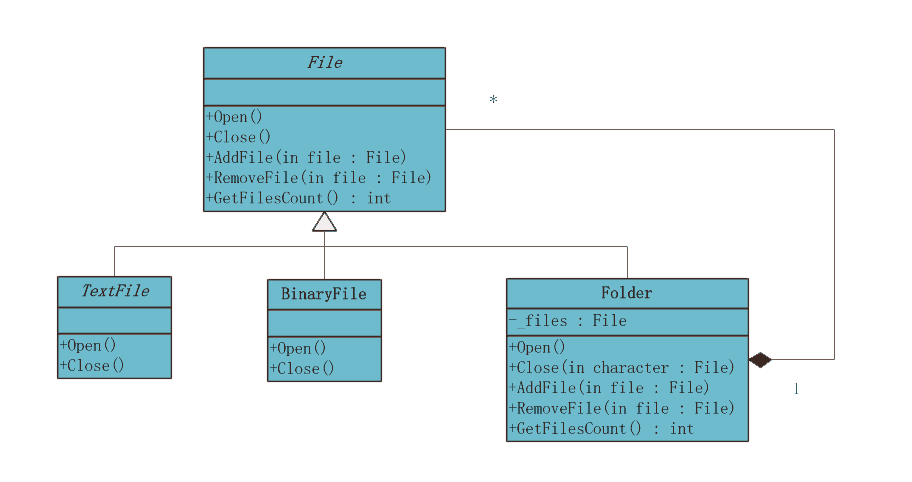 File
*
+Open()
+Close()
+AddFile(in file : File)
+RemoveFile(in file : File)
+GetFilesCount() : int
TextFile
+Open()
+Close()
BinaryFile
+Open()
+Close()
Folder
-_files : File
+Open()
+Close(in character : File)
+AddFile(in file : File)
+RemoveFile(in file : File)
+GetFilesCount() : int
1